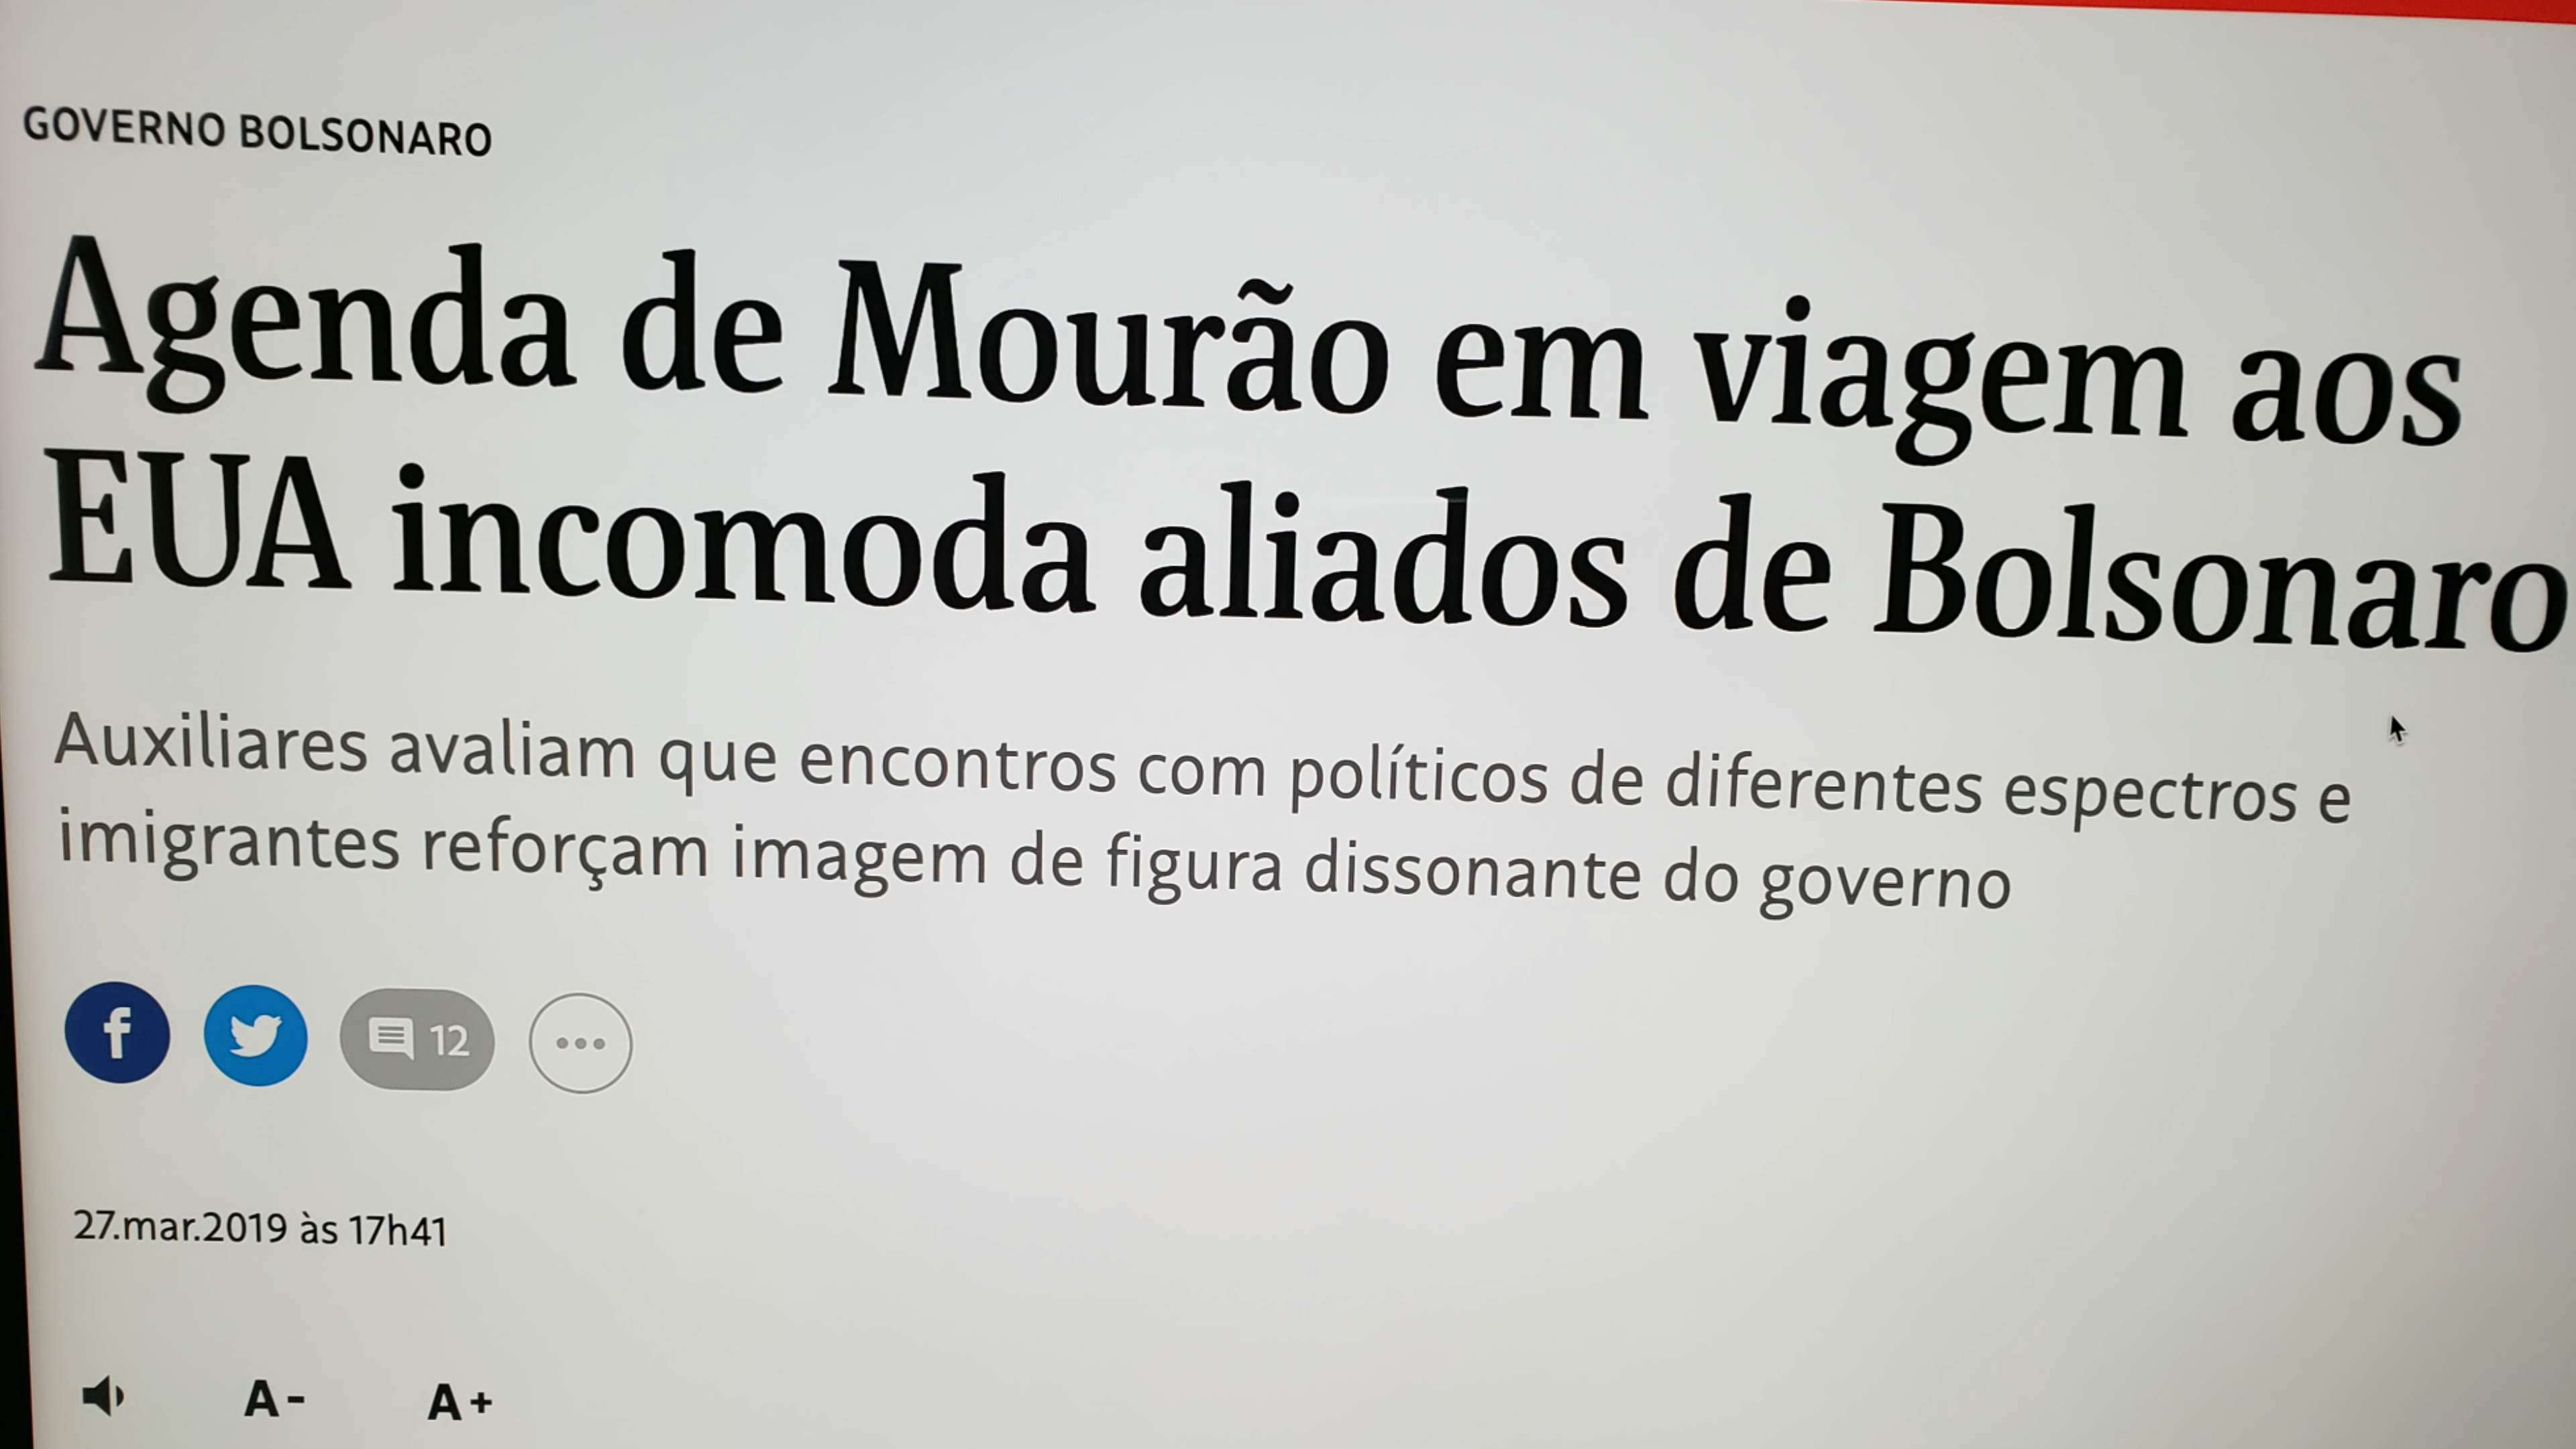 GOVERNO BOLSONARO
Agenda de Mourão em viagem aos
EUA incomoda aliados de Bolsonaro
Auxiliares avaliam que encontros com políticos de diferentes espectros e
imigrantes reforçam imagem de figura dissonante do governo
f 12
27.mar.2019 às 17h41
A- A+